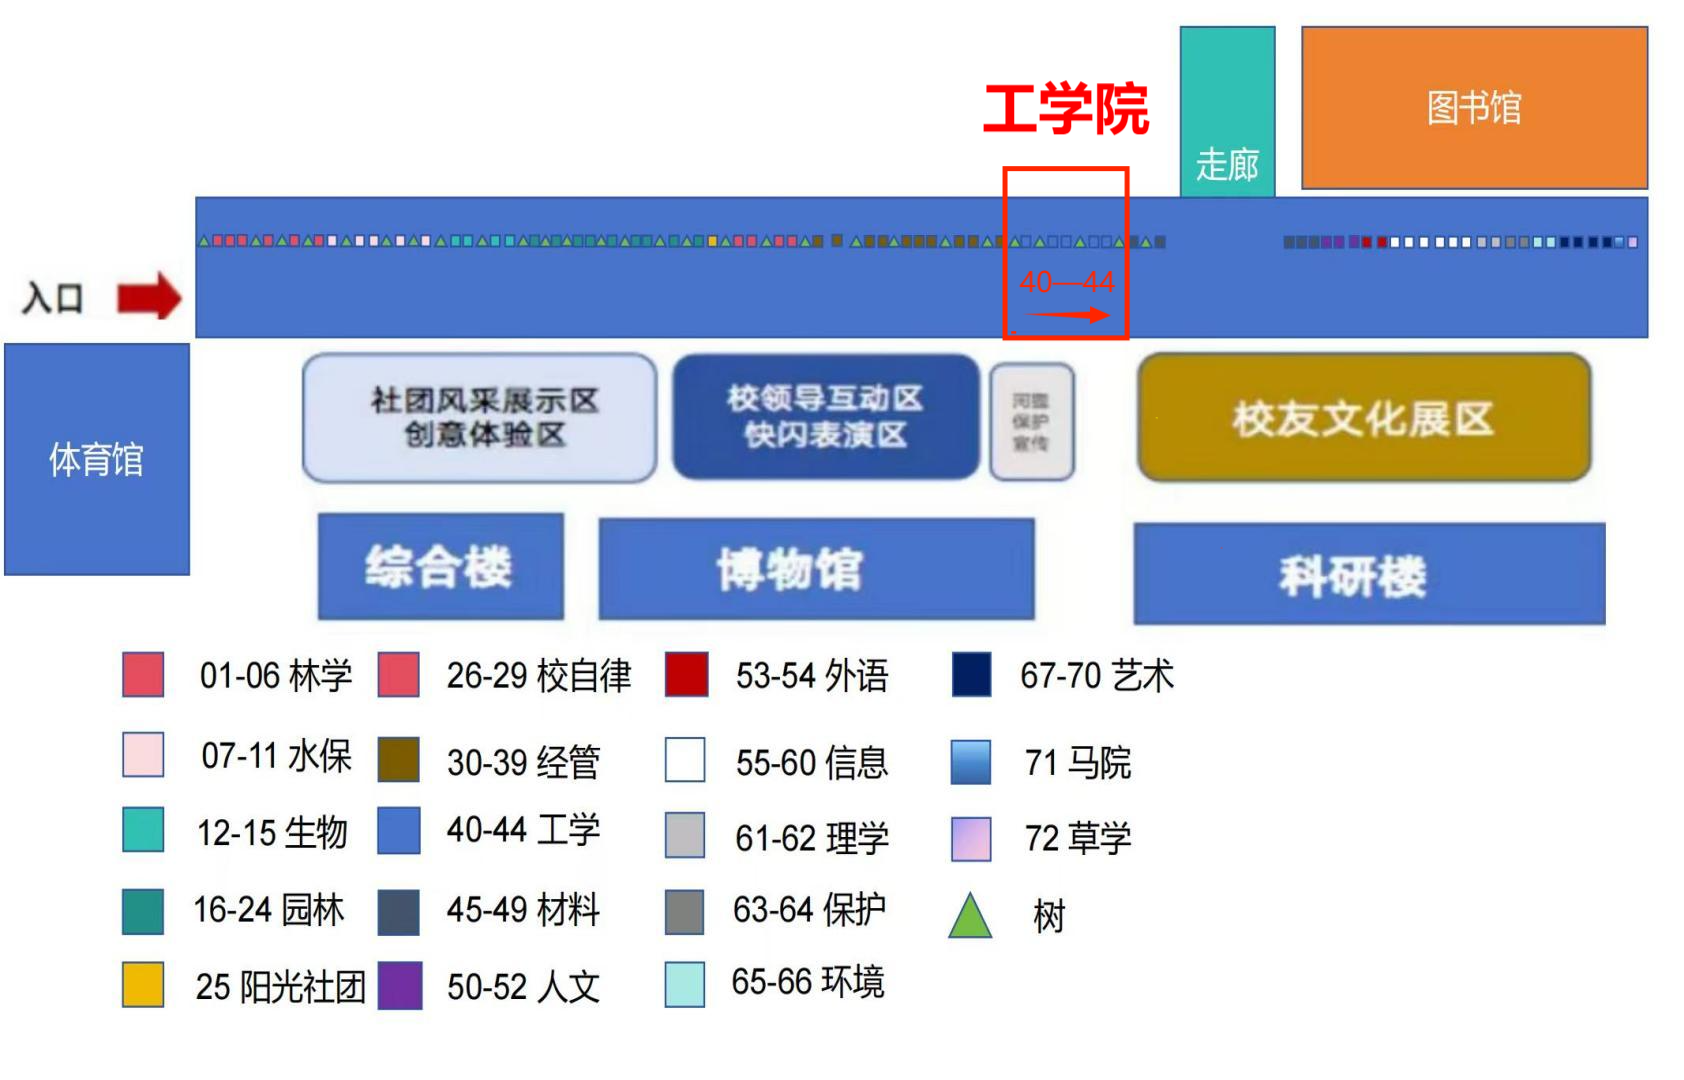 工学院
走廊
图书馆
40—44
入口
体育馆
社团风采展示区
创意体验区
校领导互动区
快闪表演区
保护
宣传
校友文化展区
综合楼
博物馆
科研楼
01-06 林学
26-29 校自律
53-54 外语
67-70 艺术
07-11 水保
30-39 经管
55-60 信息
71 马院
12-15 生物
40-44 工学
61-62 理学
72 草学
16-24 园林
45-49 材料
63-64 保护
树
25 阳光社团
50-52 人文
65-66 环境